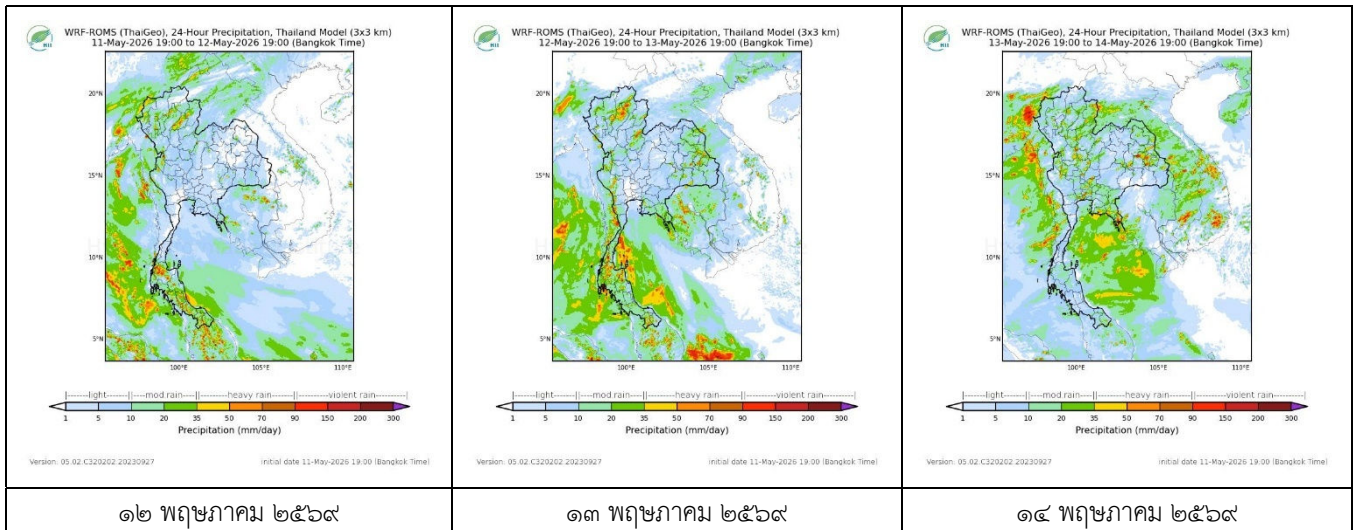 WRF-ROMS (ThaiGeo), 24-Hour Precipitation, Thailand Model (3x3 km)
11-May-2026 19:00 to 12-May-2026 19:00 (Bangkok Time)
20°N
15°N
10°N
5°N
100°E 105°E 110°E
light mod rain heavy rain violent rain
1 5 10 20 35 50 70 90 150 200 300
Precipitation (mm/day)
Version: 05.02.C320202.20230927 initial date 11-May-2026 19:00 (Bangkok Time)
๑๒ พฤษภาคม ๒๕๖๙
WRF-ROMS (ThaiGeo), 24-Hour Precipitation, Thailand Model (3x3 km)
12-May-2026 19:00 to 13-May-2026 19:00 (Bangkok Time)
20°N
15°N
10°N
5°N
100°E 105°E 110°E
light mod rain heavy rain violent rain
1 5 10 20 35 50 70 90 150 200 300
Precipitation (mm/day)
Version: 05.02.C320202.20230927 initial date 11-May-2026 19:00 (Bangkok Time)
๑๓ พฤษภาคม ๒๕๖๙
WRF-ROMS (ThaiGeo), 24-Hour Precipitation, Thailand Model (3x3 km)
13-May-2026 19:00 to 14-May-2026 19:00 (Bangkok Time)
20°N
15°N
10°N
5°N
100°E 105°E 110°E
light mod rain heavy rain violent rain
1 5 10 20 35 50 70 90 150 200 300
Precipitation (mm/day)
Version: 05.02.C320202.20230927 initial date 11-May-2026 19:00 (Bangkok Time)
๑๔ พฤษภาคม ๒๕๖๙